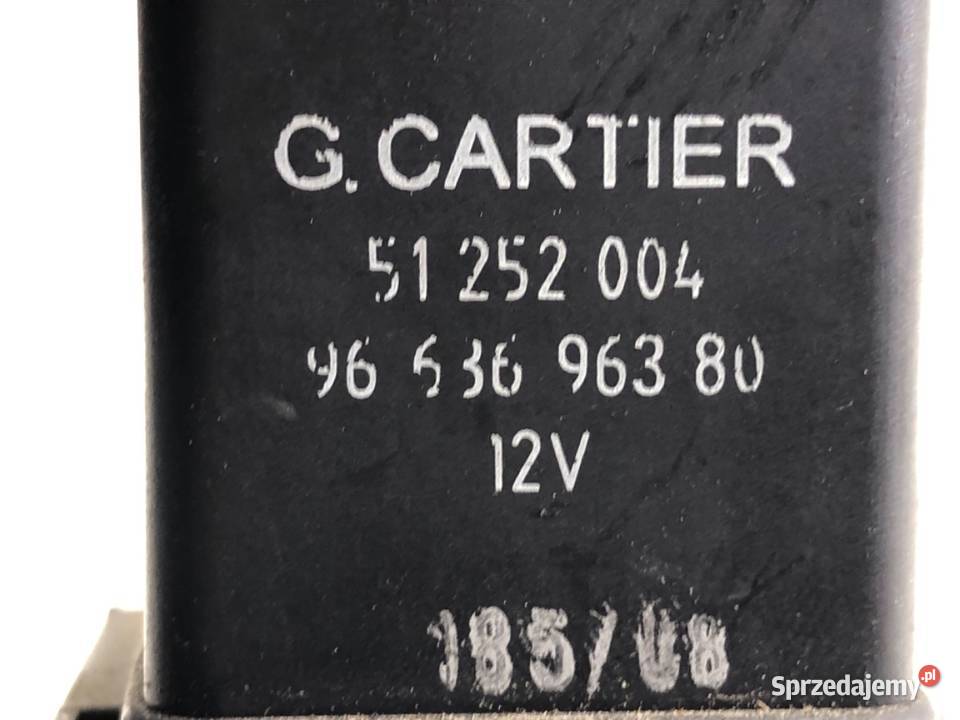 G. CARTIER
51 252 004
96 636 963 80
12V
185/08
Sprzedajemy.pl